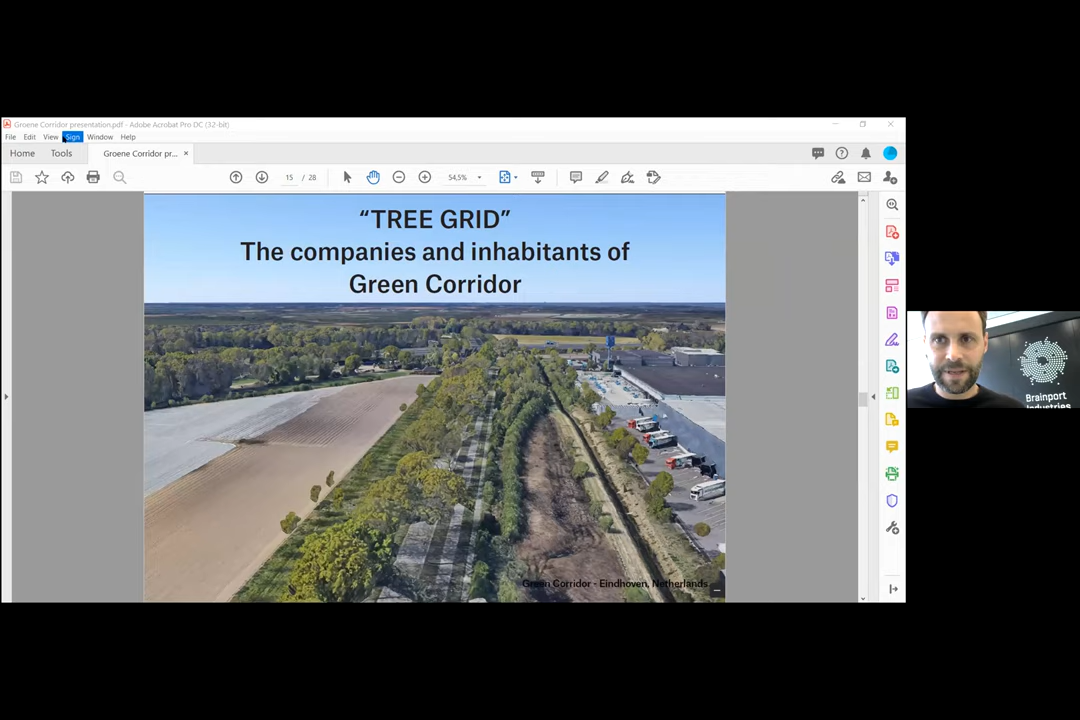 Groene Corridor presentation.pdf - Adobe Acrobat Pro DC (32-bit)
File Edit View Sign Window Help
Home Tools Groene Corridor pr... ×
15 / 28 54,5%
“TREE GRID”
The companies and inhabitants of
Green Corridor
Green Corridor - Eindhoven, Netherlands
Brainport
Industries